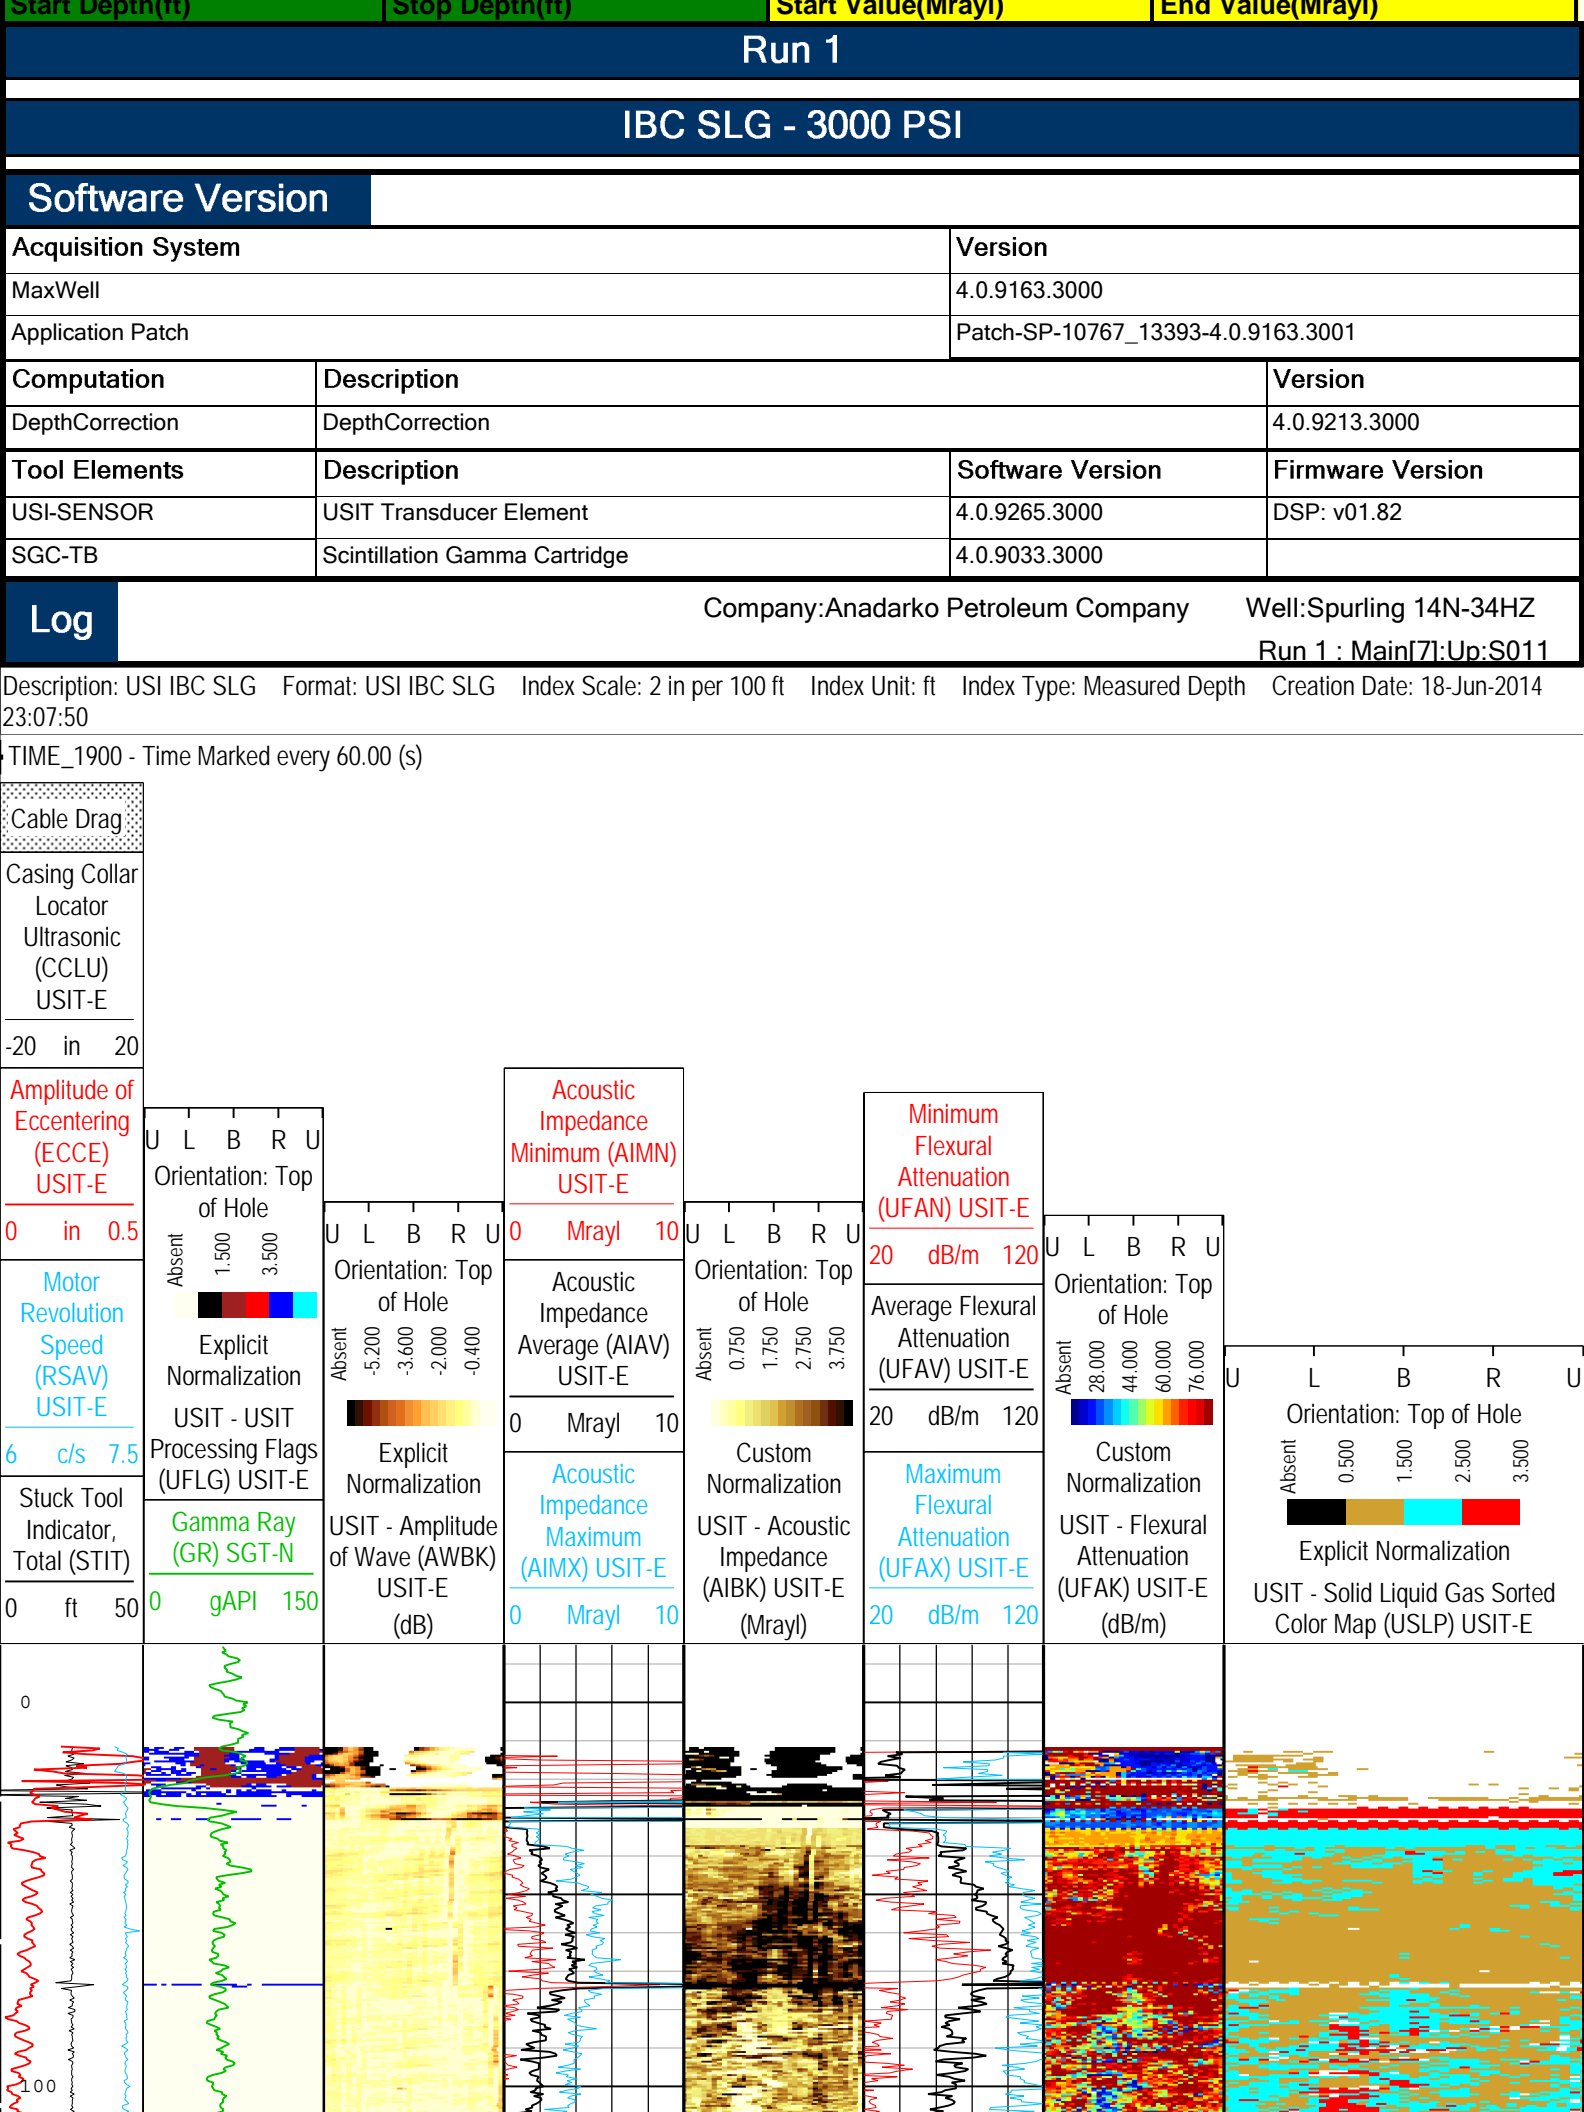 Start Depth(ft) Stop Depth(ft) Start Value(Mrayl) End Value(Mrayl)
Run 1
IBC SLG - 3000 PSI
Software Version
Acquisition System Version
MaxWell 4.0.9163.3000
Application Patch Patch-SP-10767_13393-4.0.9163.3001
Computation Description Version
DepthCorrection DepthCorrection 4.0.9213.3000
Tool Elements Description Software Version Firmware Version
USI-SENSOR USIT Transducer Element 4.0.9265.3000 DSP: v01.82
SGC-TB Scintillation Gamma Cartridge 4.0.9033.3000
Log
Company:Anadarko Petroleum Company Well:Spurling 14N-34HZ
Run 1 : Main[7]:Up:S011
Description: USI IBC SLG Format: USI IBC SLG Index Scale: 2 in per 100 ft Index Unit: ft Index Type: Measured Depth Creation Date: 18-Jun-2014
23:07:50
TIME_1900 - Time Marked every 60.00 (s)
Cable Drag
Casing Collar
Locator
Ultrasonic
(CCLU)
USIT-E
-20 in 20
Amplitude of
Eccentering
(ECCE)
USIT-E
0 in 0.5
Motor
Revolution
Speed
(RSAV)
USIT-E
6 c/s 7.5
Stuck Tool
Indicator,
Total (STIT)
0 ft 50
U L B R U
Orientation: Top
of Hole
Absent 1.500 3.500
Explicit
Normalization
USIT - USIT
Processing Flags
(UFLG) USIT-E
Gamma Ray
(GR) SGT-N
0 gAPI 150
U L B R U
Orientation: Top
of Hole
Absent -5.200 -3.600 -2.000 -0.400
Explicit
Normalization
USIT - Amplitude
of Wave (AWBK)
USIT-E
(dB)
Acoustic
Impedance
Minimum (AIMN)
USIT-E
0 Mrayl 10
Acoustic
Impedance
Average (AIAV)
USIT-E
0 Mrayl 10
Acoustic
Impedance
Maximum
(AIMX) USIT-E
0 Mrayl 10
U L B R U
Orientation: Top
of Hole
Absent 0.750 1.750 2.750 3.750
Custom
Normalization
USIT - Acoustic
Impedance
(AIBK) USIT-E
(Mrayl)
Minimum
Flexural
Attenuation
(UFAN) USIT-E
20 dB/m 120
Average Flexural
Attenuation
(UFAV) USIT-E
20 dB/m 120
Maximum
Flexural
Attenuation
(UFAX) USIT-E
20 dB/m 120
U L B R U
Orientation: Top
of Hole
Absent 28.000 44.000 60.000 76.000
Custom
Normalization
USIT - Flexural
Attenuation
(UFAK) USIT-E
(dB/m)
U L B R U
Orientation: Top of Hole
Absent 0.500 1.500 2.500 3.500
Explicit Normalization
USIT - Solid Liquid Gas Sorted
Color Map (USLP) USIT-E
0
100